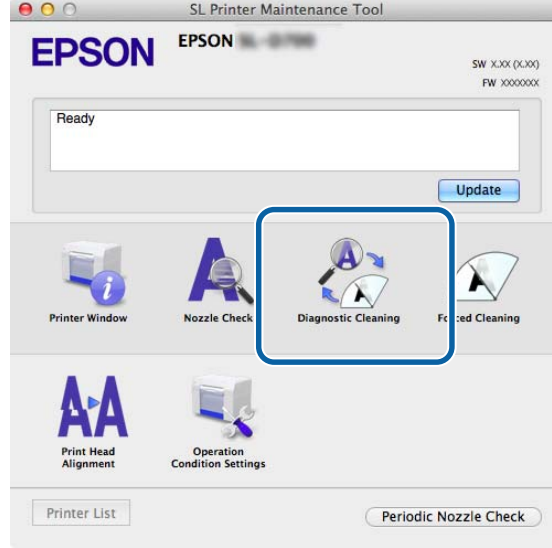 SL Printer Maintenance Tool
EPSON
EPSON
SW X.XX (X.XX)
FW XXXXXXX
Ready
Update
Printer Window
Nozzle Check
Diagnostic Cleaning
Forced Cleaning
Print Head
Alignment
Operation
Condition Settings
Printer List
Periodic Nozzle Check